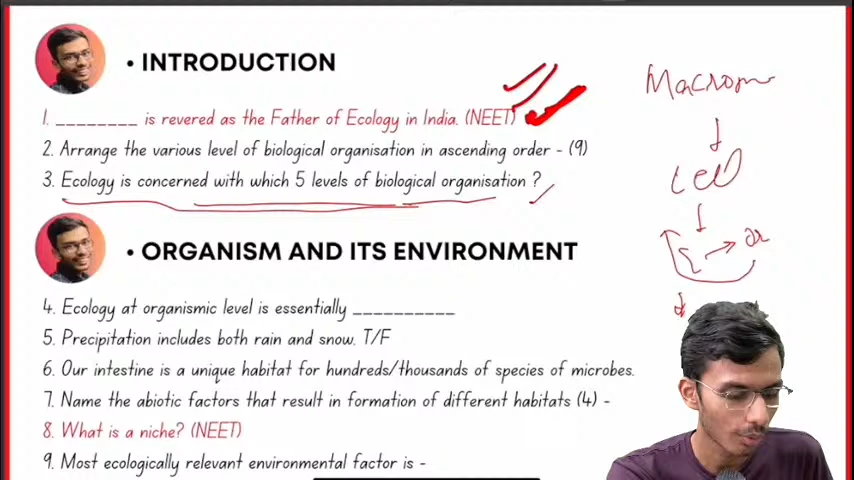 • INTRODUCTION
1. ________ is revered as the Father of Ecology in India. (NEET)
2. Arrange the various level of biological organisation in ascending order - (9)
3. Ecology is concerned with which 5 levels of biological organisation ?
• ORGANISM AND ITS ENVIRONMENT
4. Ecology at organismic level is essentially __________
5. Precipitation includes both rain and snow. T/F
6. Our intestine is a unique habitat for hundreds/thousands of species of microbes.
7. Name the abiotic factors that result in formation of different habitats (4) -
8. What is a niche? (NEET)
9. Most ecologically relevant environmental factor is -
Macrom
Cell